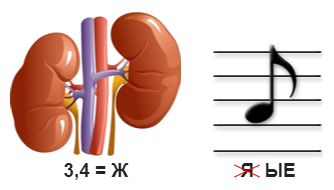 3,4 = Ж
Я ЫЕ